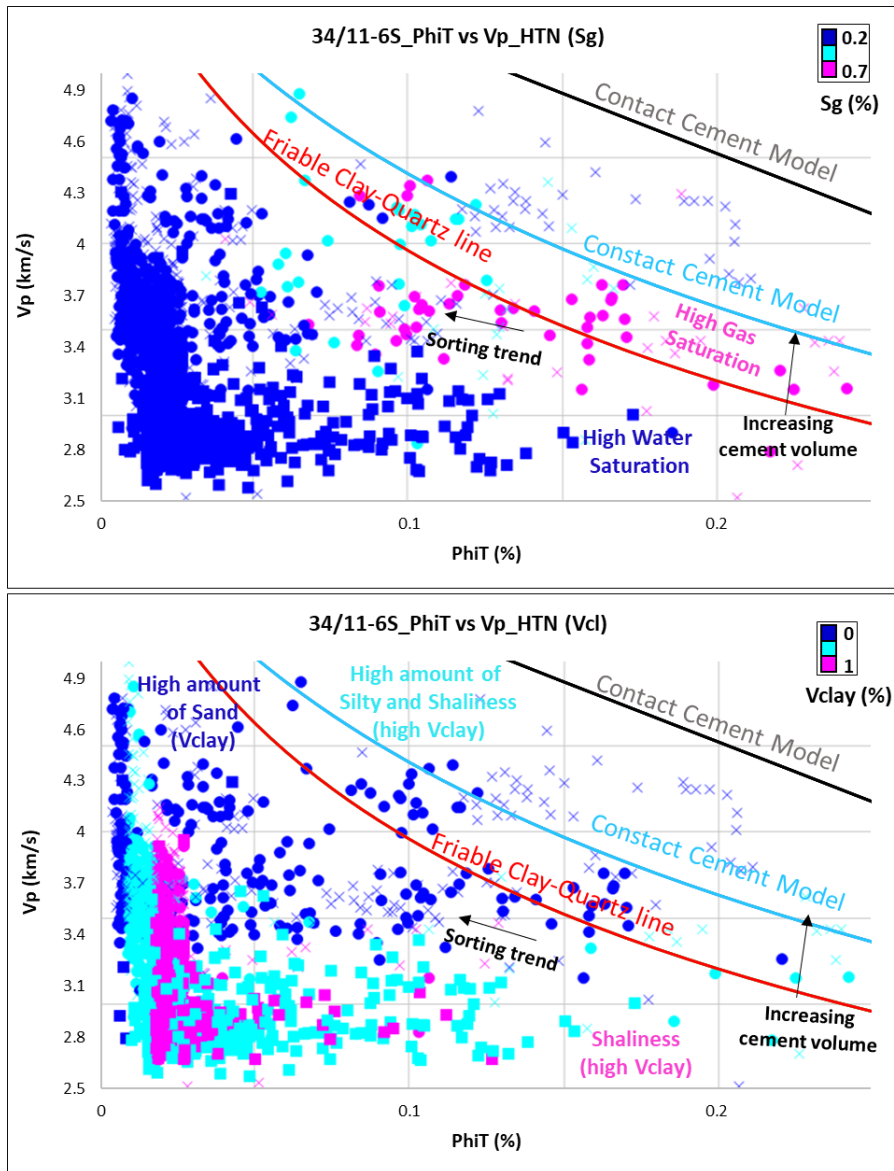 34/11-6S_PhiT vs Vp_HTN (Sg)
0.2
0.7
Sg (%)
4.9
4.6
4.3
4
3.7
3.4
3.1
2.8
2.5
Vp (km/s)
Contact Cement Model
Friable Clay-Quartz line
Constact Cement Model
High Gas
Saturation
Sorting trend
Increasing
cement volume
High Water
Saturation
0
0.1
0.2
PhiT (%)
34/11-6S_PhiT vs Vp_HTN (Vcl)
0
1
Vclay (%)
4.9
4.6
4.3
4
3.7
3.4
3.1
2.8
2.5
Vp (km/s)
High amount
of Sand
(Vclay)
High amount of
Silty and Shaliness
(high Vclay)
Contact Cement Model
Constact Cement Model
Friable Clay-Quartz line
Sorting trend
Increasing
cement volume
Shaliness
(high Vclay)
0
0.1
0.2
PhiT (%)